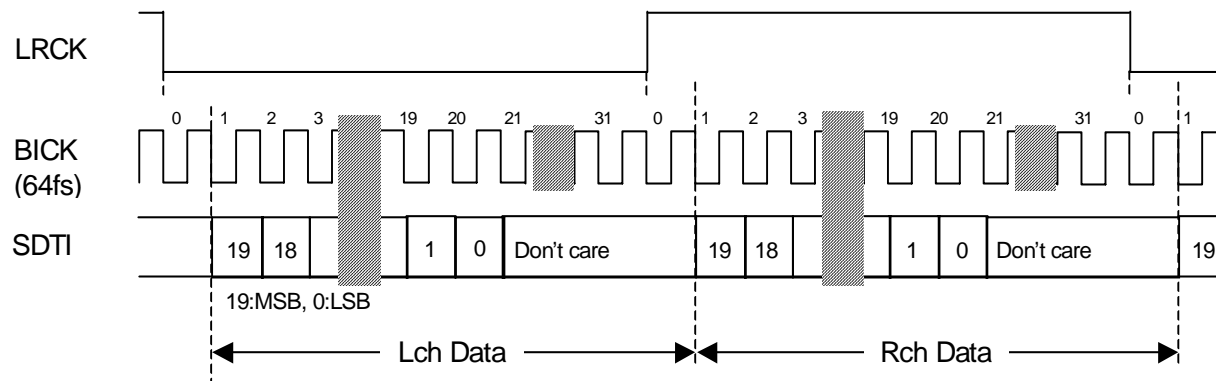 LRCK
0 1 2 3 19 20 21 31 0 1 2 3 19 20 21 31 0 1
BICK
(64fs)
SDTI 19 18 1 0 Don't care 19 18 1 0 Don't care 19
19:MSB, 0:LSB
Lch Data Rch Data